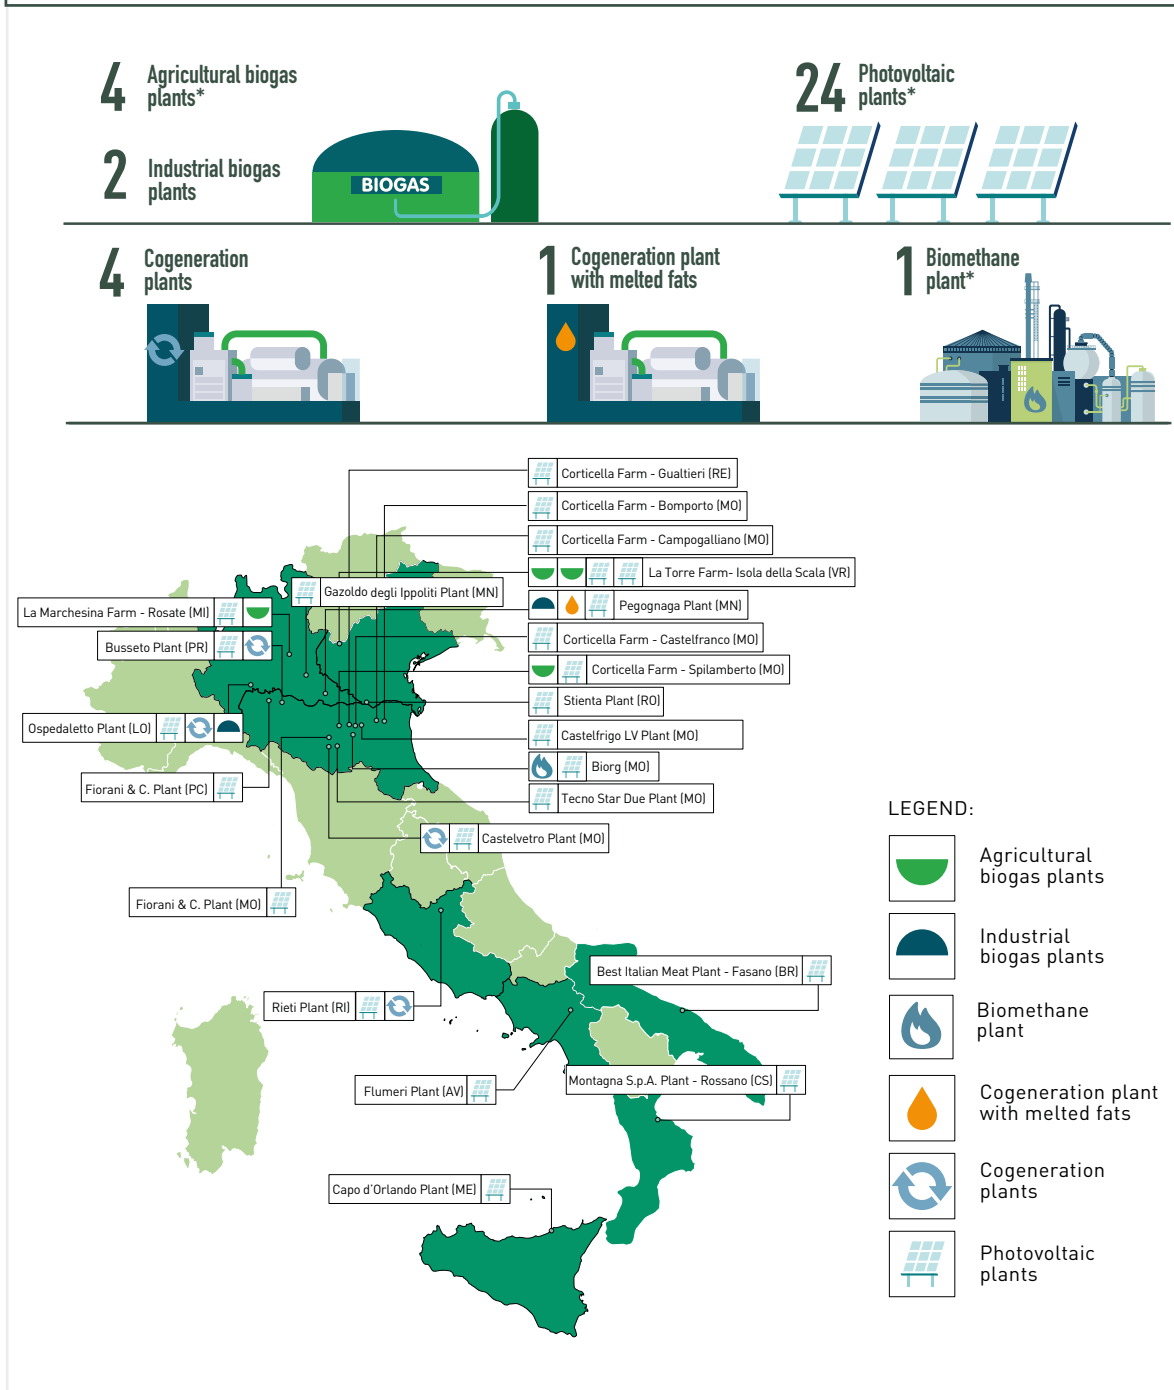 4 Agricultural biogas
plants*
24 Photovoltaic
plants*
2 Industrial biogas
plants
BIOGAS
4 Cogeneration
plants
1 Cogeneration plant
with melted fats
1 Biomethane
plant*
Corticella Farm - Gualtieri (RE)
Corticella Farm - Bomporto (MO)
Corticella Farm - Campogalliano (MO)
La Torre Farm- Isola della Scala (VR)
Gazoldo degli Ippoliti Plant (MN)
Pegognaga Plant (MN)
La Marchesina Farm - Rosate (MI)
Busseto Plant (PR)
Corticella Farm - Castelfranco (MO)
Corticella Farm - Spilamberto (MO)
Stienta Plant (RO)
Ospedaletto Plant (LO)
Castelfrigo LV Plant (MO)
Biorg (MO)
Fiorani & C. Plant (PC)
Tecno Star Due Plant (MO)
Castelvetro Plant (MO)
Fiorani & C. Plant (MO)
Best Italian Meat Plant - Fasano (BR)
Rieti Plant (RI)
Flumeri Plant (AV)
Montagna S.p.A. Plant - Rossano (CS)
Capo d'Orlando Plant (ME)
LEGEND:
Agricultural
biogas plants
Industrial
biogas plants
Biomethane
plant
Cogeneration plant
with melted fats
Cogeneration
plants
Photovoltaic
plants